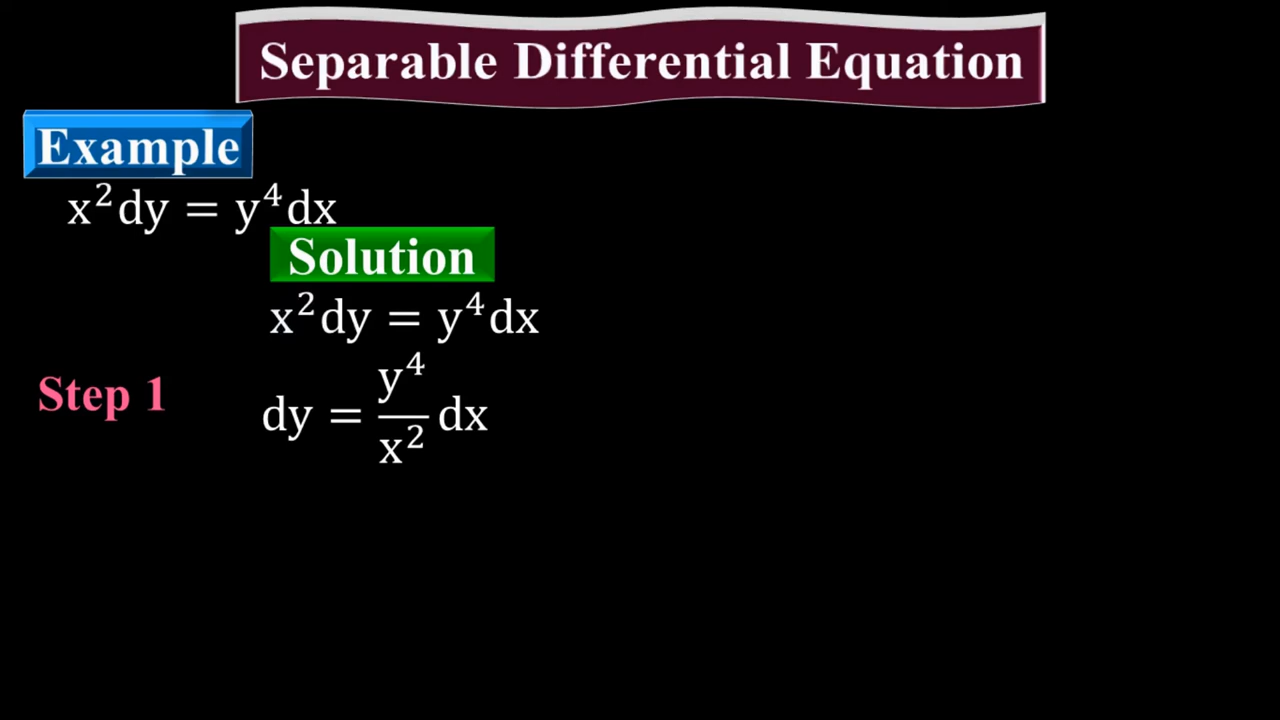 Separable Differential Equation
Example
x²dy = y⁴dx
Solution
x²dy = y⁴dx
Step 1 dy = y⁴/x² dx